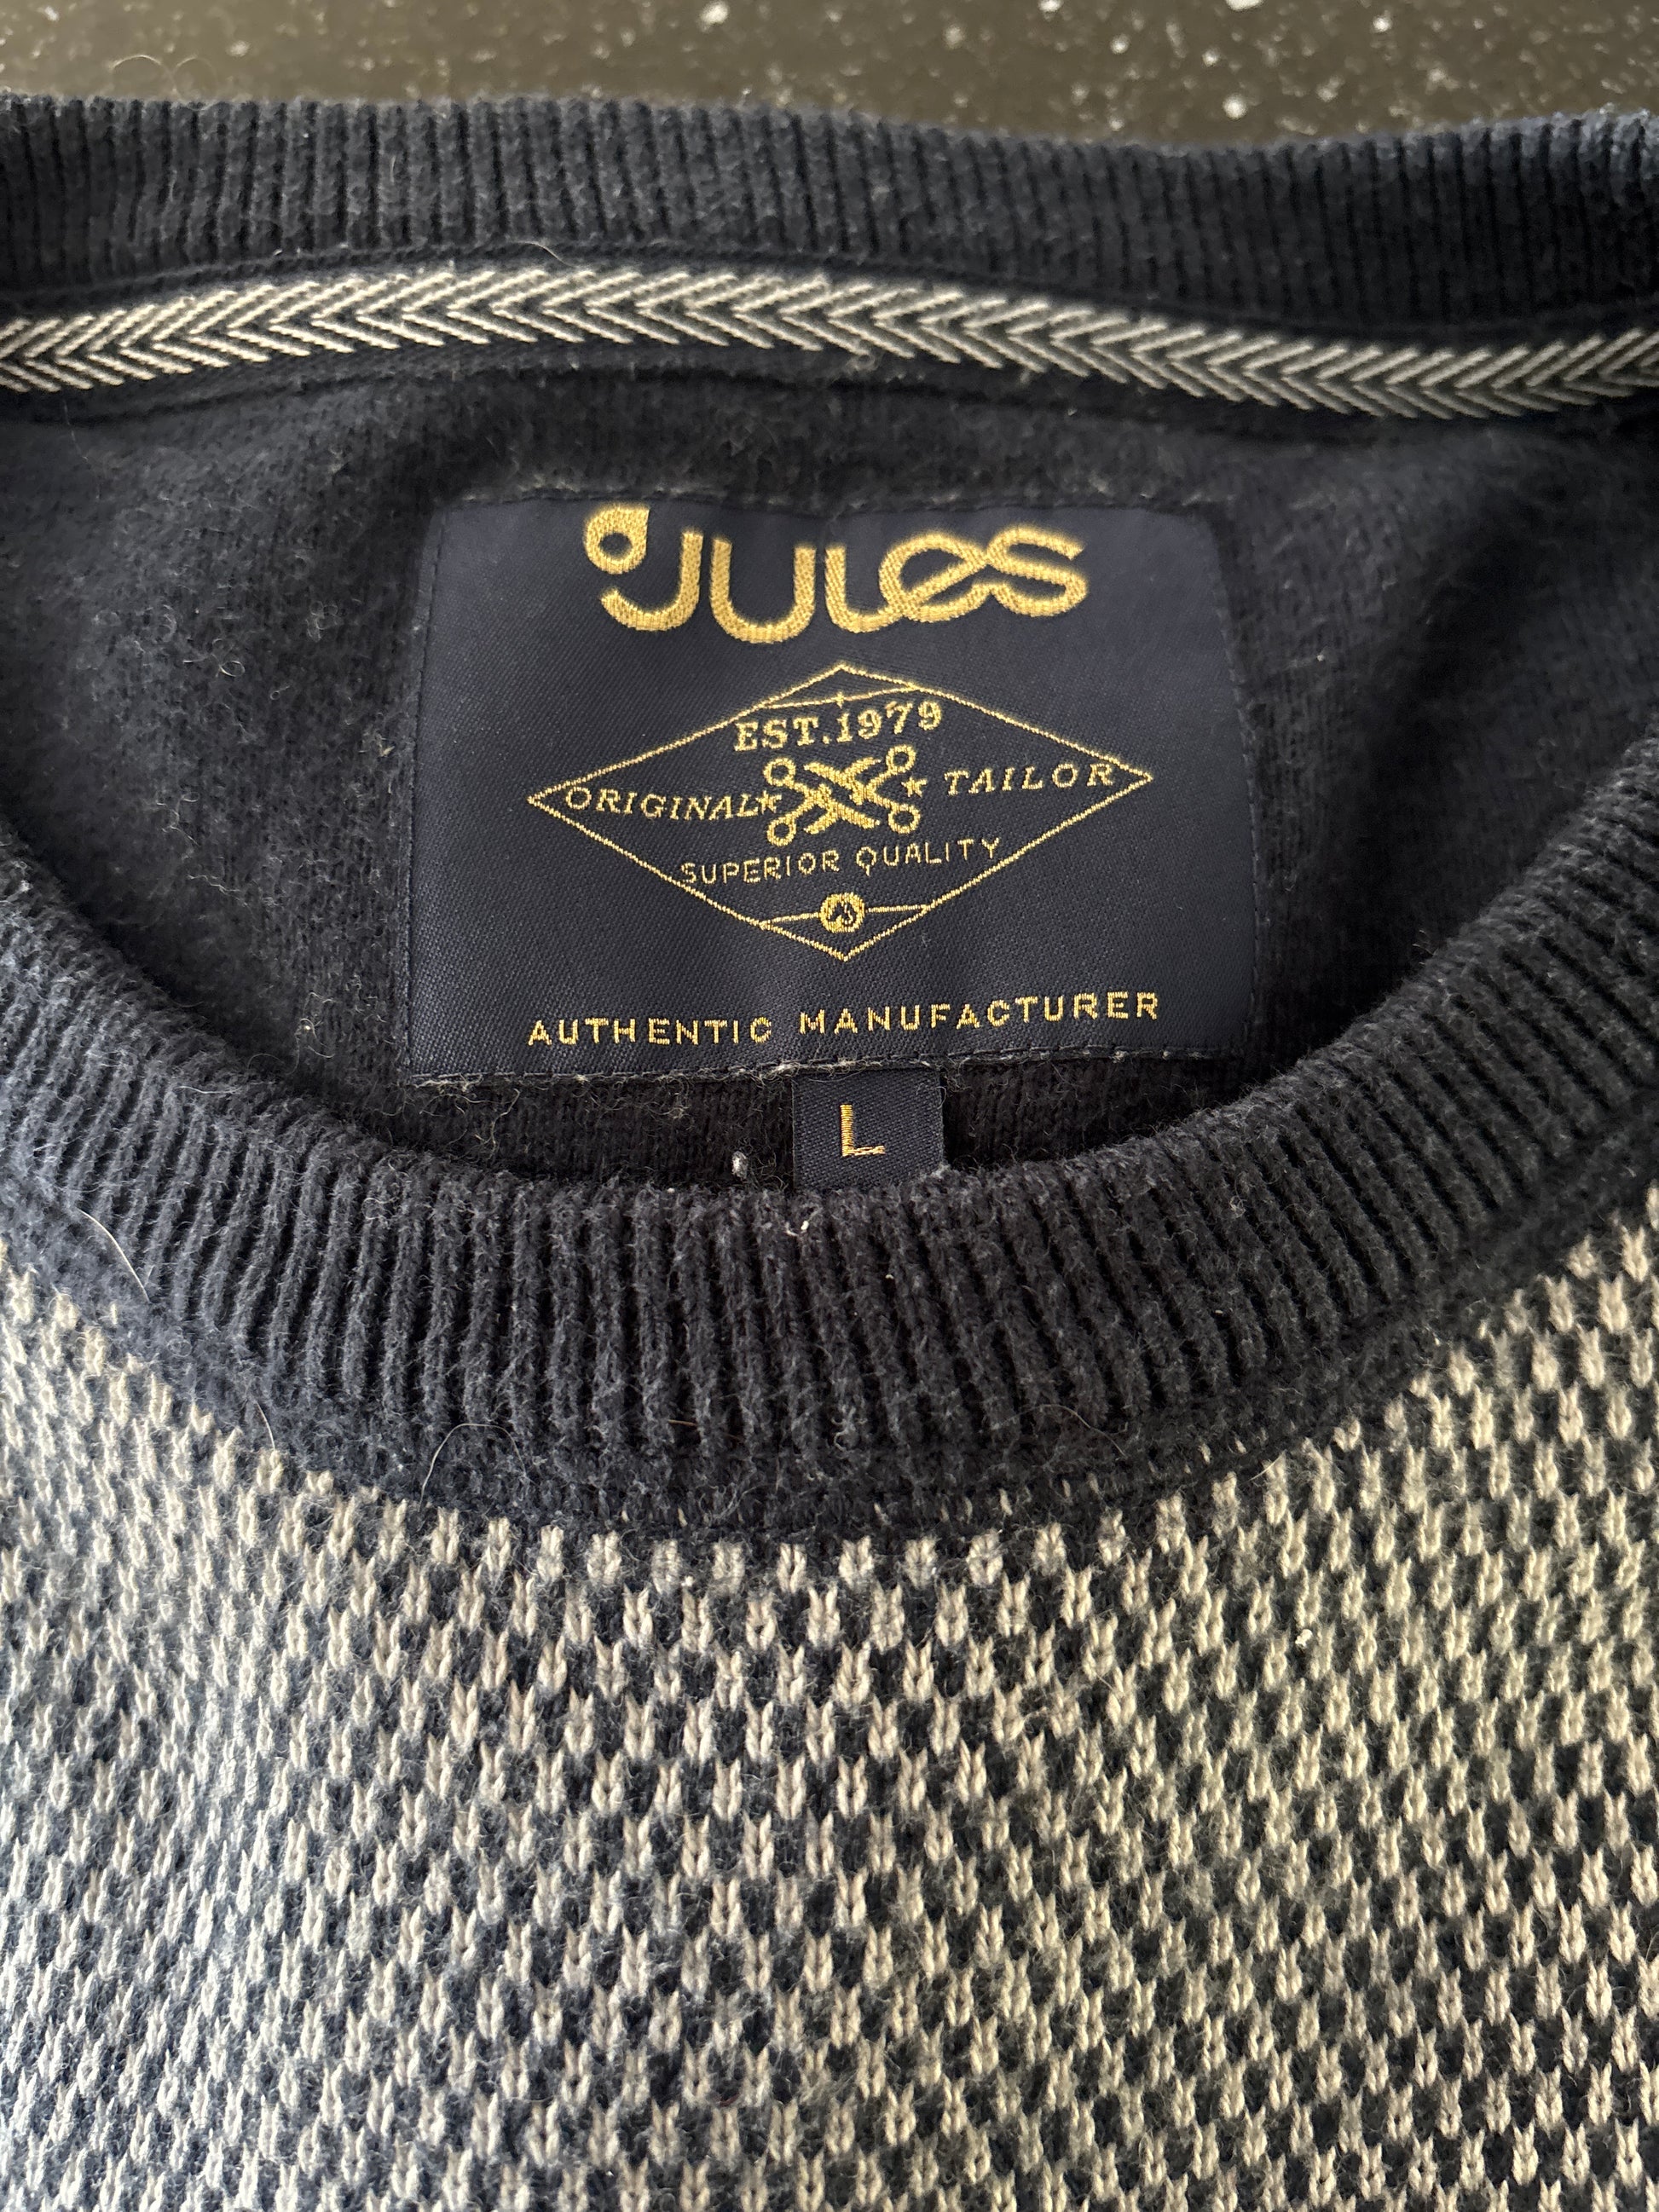 JULES
EST.1979
ORIGINAL TAILOR
SUPERIOR QUALITY
AUTHENTIC MANUFACTURER
L